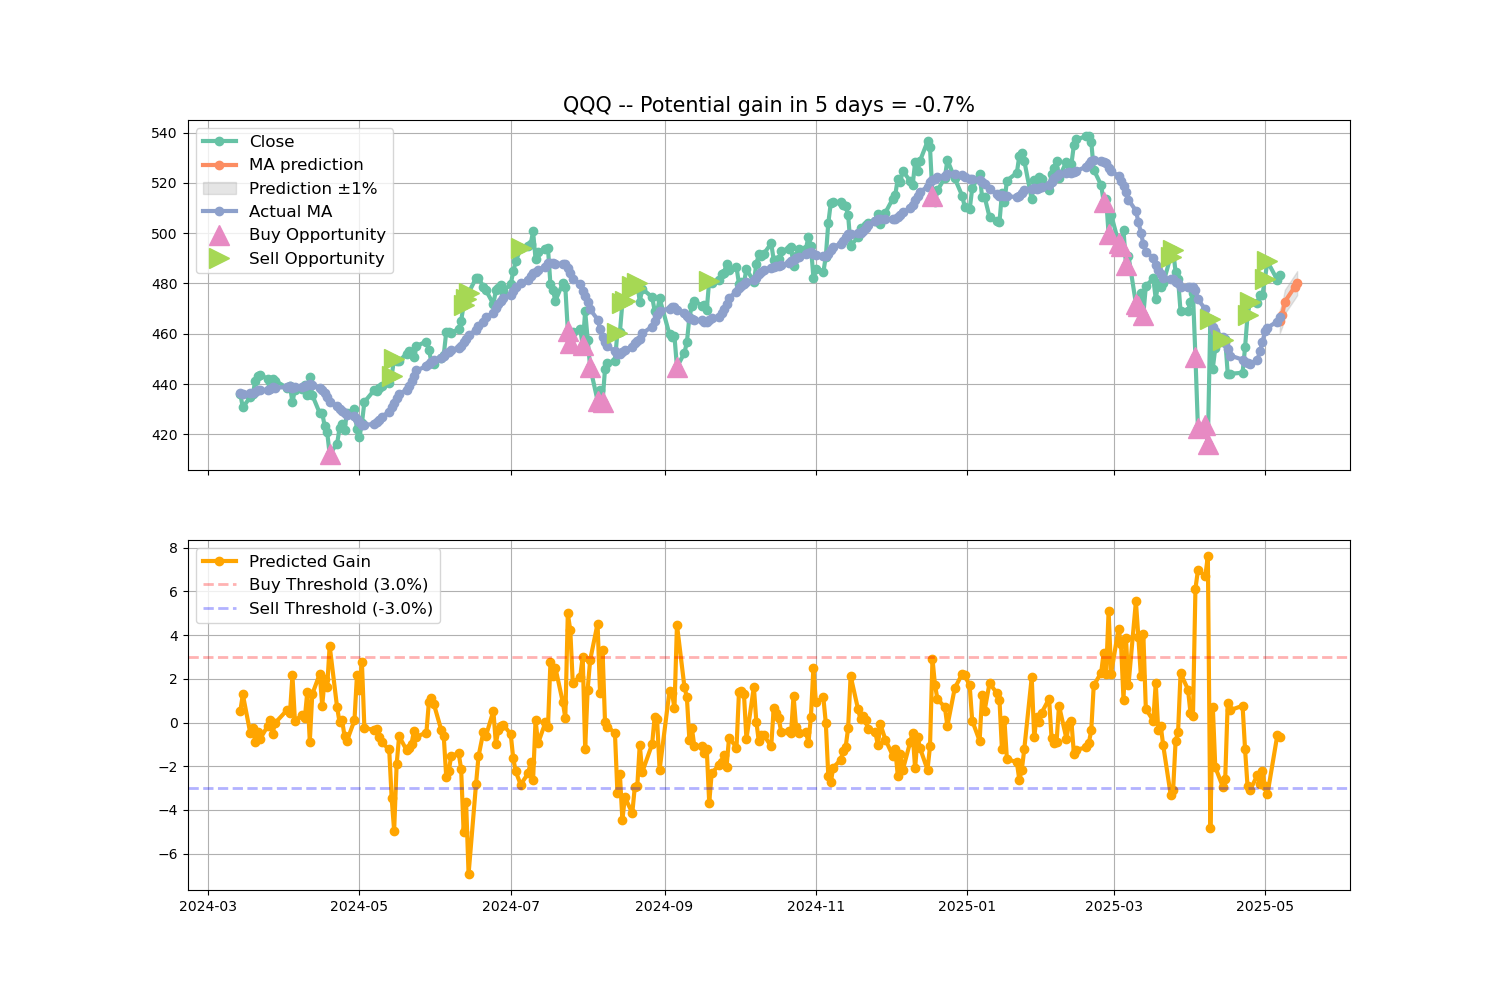 QQQ -- Potential gain in 5 days = -0.7%
540
520
500
480
460
440
420
Close
MA prediction
Prediction ±1%
Actual MA
Buy Opportunity
Sell Opportunity
8
6
4
2
0
−2
−4
−6
Predicted Gain
Buy Threshold (3.0%)
Sell Threshold (-3.0%)
2024-03 2024-05 2024-07 2024-09 2024-11 2025-01 2025-03 2025-05